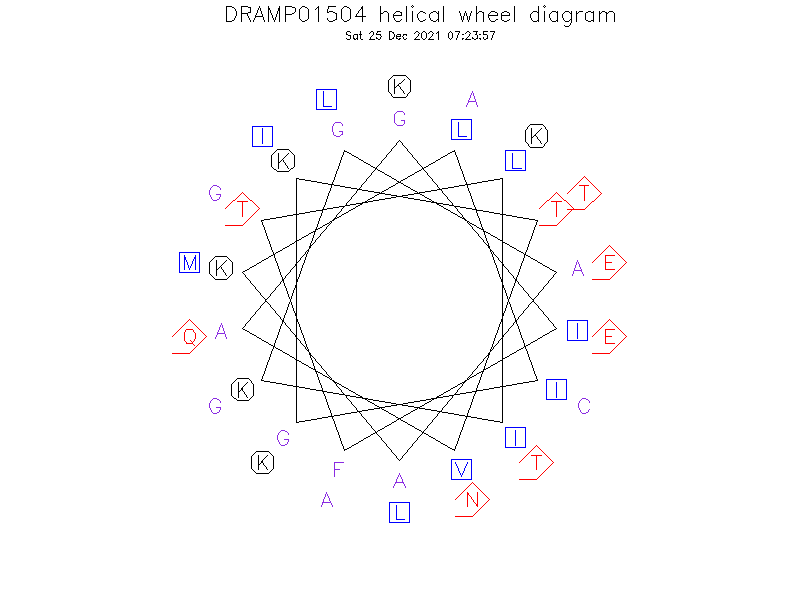 DRAMP01504 helical wheel diagram
Sat 25 Dec 2021 07:23:57
K
L A
G
G L
I K
K L
G T
T T
M K A E
Q A I E
K I
G C
G I
K T
F V
A
A N
L